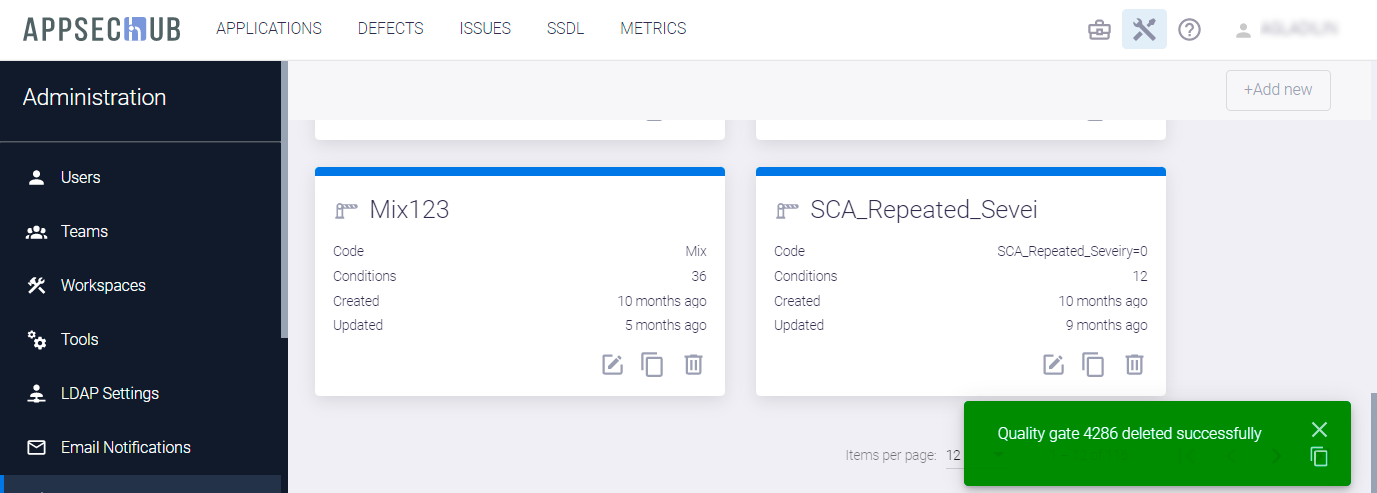 APPSECHUB APPLICATIONS DEFECTS ISSUES SSDL METRICS
Administration
+Add new
Users
Teams
Workspaces
Tools
LDAP Settings
Email Notifications
Mix123
Code Mix
Conditions 36
Created 10 months ago
Updated 5 months ago
SCA_Repeated_Sevei
Code SCA_Repeated_Seveiry=0
Conditions 12
Created 10 months ago
Updated 9 months ago
Items per page: 12
Quality gate 4286 deleted successfully